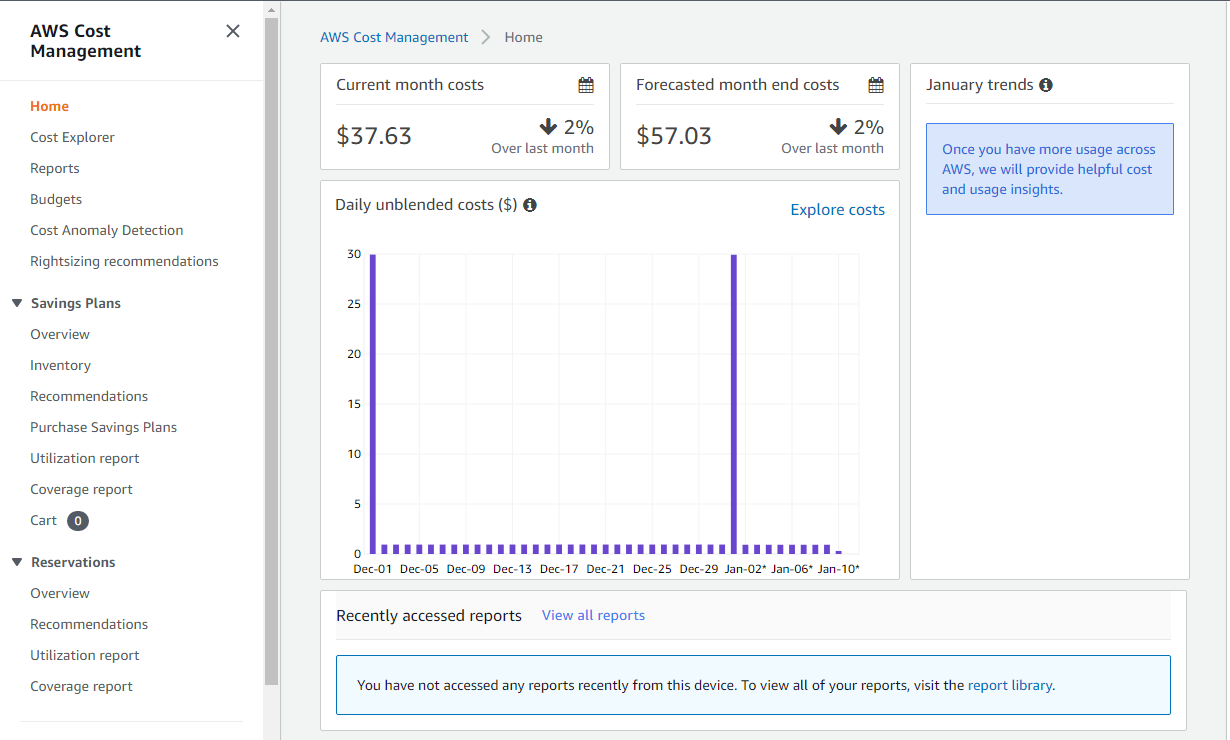 AWS Cost
Management
Home
Cost Explorer
Reports
Budgets
Cost Anomaly Detection
Rightsizing recommendations
Savings Plans
Overview
Inventory
Recommendations
Purchase Savings Plans
Utilization report
Coverage report
Cart 0
Reservations
Overview
Recommendations
Utilization report
Coverage report
AWS Cost Management Home
Current month costs
$37.63
2%
Over last month
Forecasted month end costs
$57.03
2%
Over last month
January trends
Once you have more usage across
AWS, we will provide helpful cost
and usage insights.
Daily unblended costs ($)
Explore costs
30
25
20
15
10
5
0
Dec-01 Dec-05 Dec-09 Dec-13 Dec-17 Dec-21 Dec-25 Dec-29 Jan-02* Jan-06* Jan-10*
Recently accessed reports View all reports
You have not accessed any reports recently from this device. To view all of your reports, visit the report library.